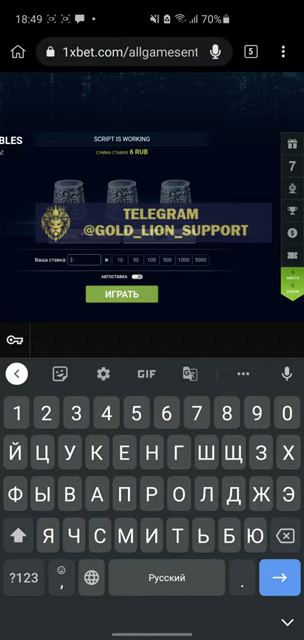 18:49
70%
1xbet.com/allgamesent
5
BLES
SCRIPT IS WORKING
СУММА СТАВКИ 6 RUB
7
TELEGRAM
@GOLD_LION_SUPPORT
Ваша ставка
10 50 100 500 1000 5000
АВТОСТАВКА
ИГРАТЬ
GIF
1 2 3 4 5 6 7 8 9 0
Й Ц У К Е Н Г Ш Щ З Х
Ф Ы В А П Р О Л Д Ж Э
Я Ч С М И Т Ь Б Ю
?123 , Русский .